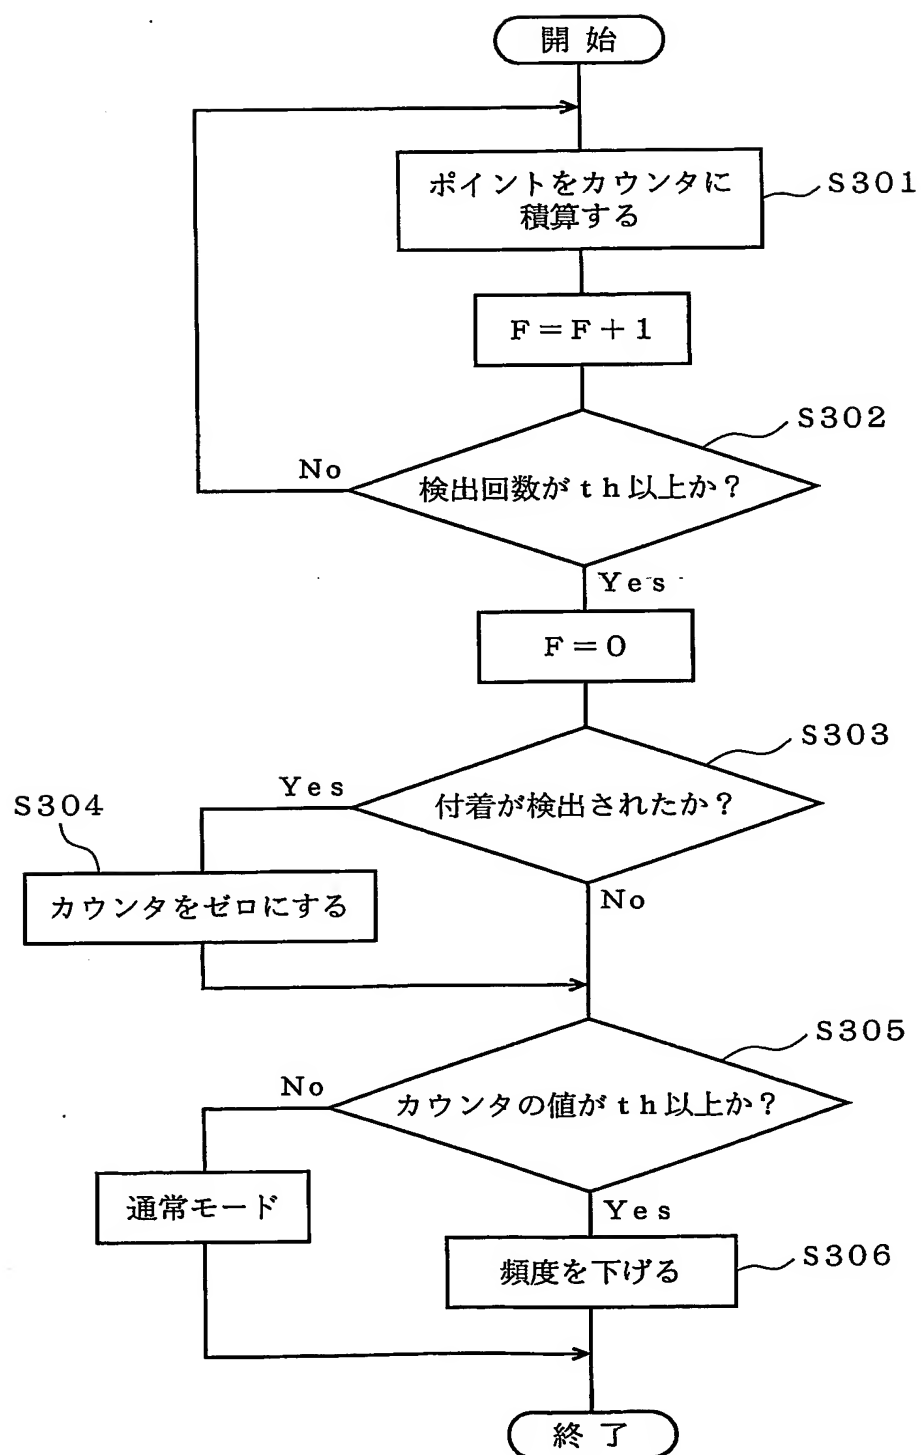 開始
ポイントをカウンタに
積算する
S301
F=F+1
S302
検出回数がth以上か?
No
Yes
F=0
S303
付着が検出されたか?
Yes
S304
カウンタをゼロにする
No
S305
カウンタの値がth以上か?
No
通常モード
Yes
頻度を下げる
S306
終了